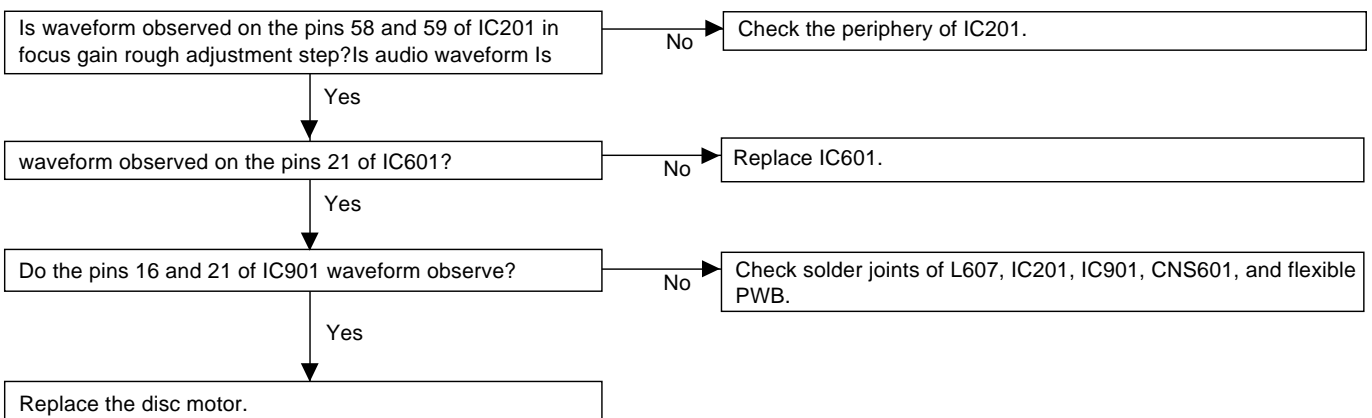 Is waveform observed on the pins 58 and 59 of IC201 in
focus gain rough adjustment step?Is audio waveform Is
No
Check the periphery of IC201.
Yes
waveform observed on the pins 21 of IC601?
No
Replace IC601.
Yes
Do the pins 16 and 21 of IC901 waveform observe?
No
Check solder joints of L607, IC201, IC901, CNS601, and flexible
PWB.
Yes
Replace the disc motor.